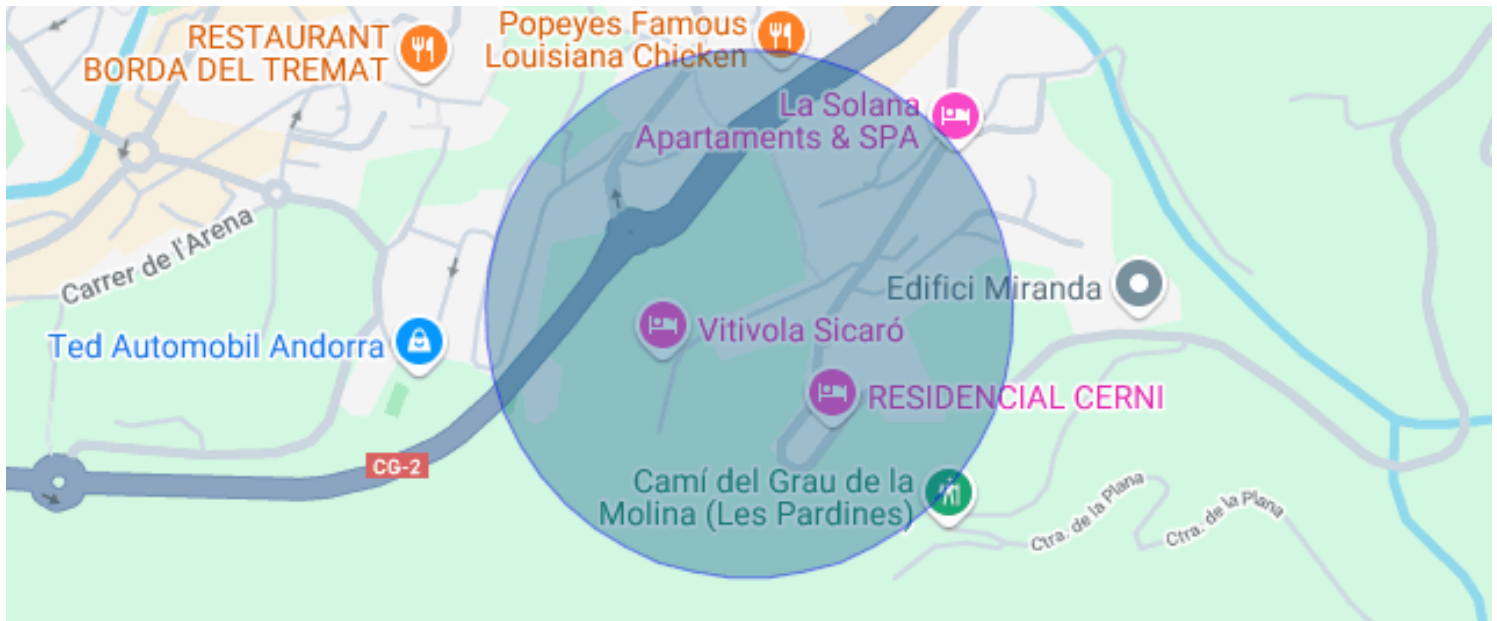 RESTAURANT
BORDA DEL TREMAT
Popeyes Famous
Louisiana Chicken
La Solana
Apartaments & SPA
Carrer de l'Arena
Edifici Miranda
Vitivola Sicaró
Ted Automobil Andorra
RESIDENCIAL CERNI
CG-2
Camí del Grau de la
Molina (Les Pardines)
Ctra. de la Plana
Ctra. de la Plana